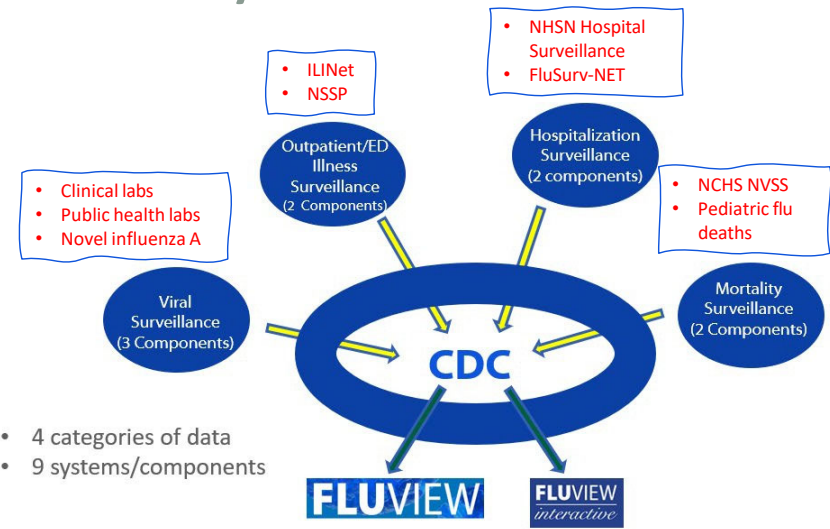 • NHSN Hospital
Surveillance
• FluSurv-NET
• ILINet
• NSSP
Outpatient/ED
Illness
Surveillance
(2 Components)
Hospitalization
Surveillance
(2 components)
• Clinical labs
• Public health labs
• Novel influenza A
• NCHS NVSS
• Pediatric flu
deaths
Viral
Surveillance
(3 Components)
Mortality
Surveillance
(2 Components)
CDC
• 4 categories of data
• 9 systems/components
FLUVIEW
FLUVIEW
interactive